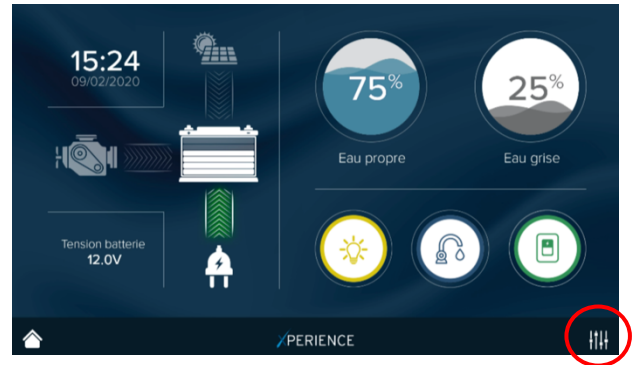 15:24
09/02/2020
75%
25%
Eau propre
Eau grise
Tension batterie
12.0V
XPERIENCE